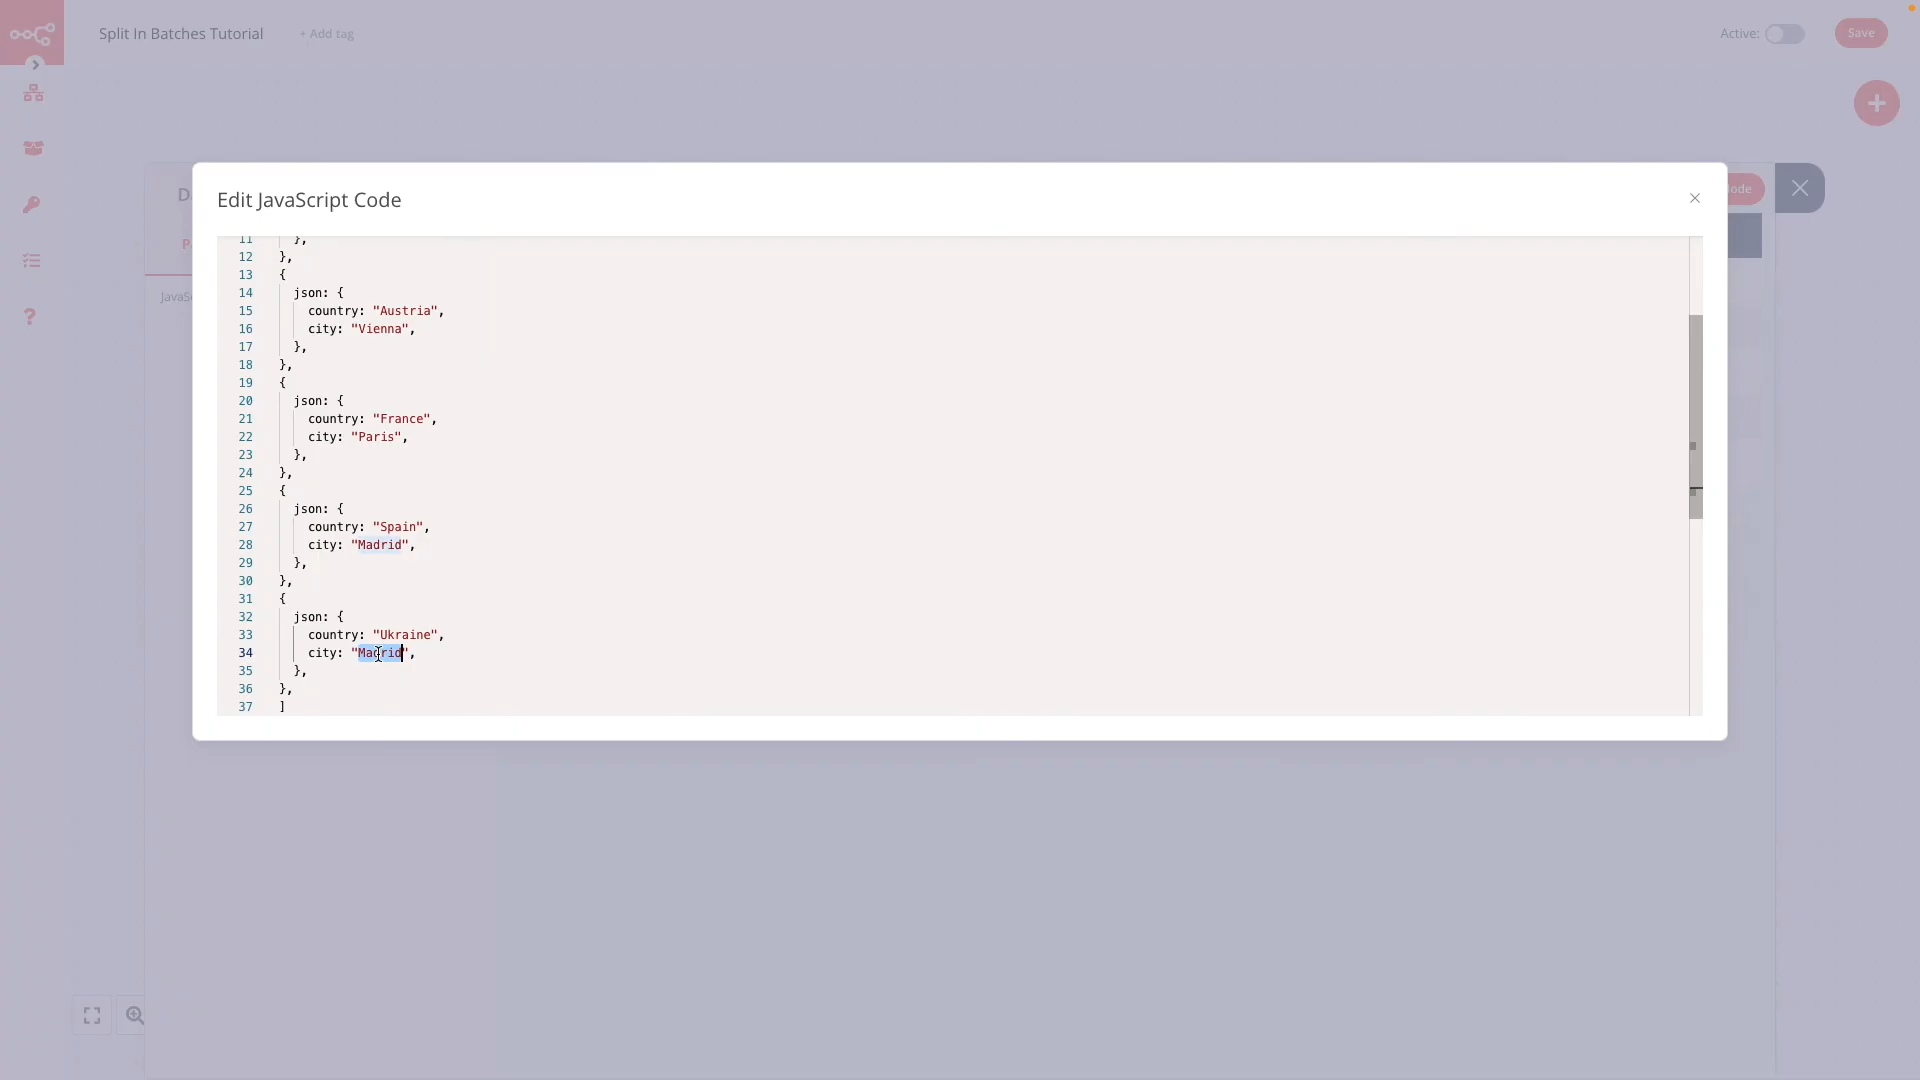 Split In Batches Tutorial
+ Add tag
Active:
Save
Edit JavaScript Code
11 },
12 },
13 {
14 json: {
15 country: "Austria",
16 city: "Vienna",
17 },
18 },
19 {
20 json: {
21 country: "France",
22 city: "Paris",
23 },
24 },
25 {
26 json: {
27 country: "Spain",
28 city: "Madrid",
29 },
30 },
31 {
32 json: {
33 country: "Ukraine",
34 city: "Madrid",
35 },
36 },
37 ]